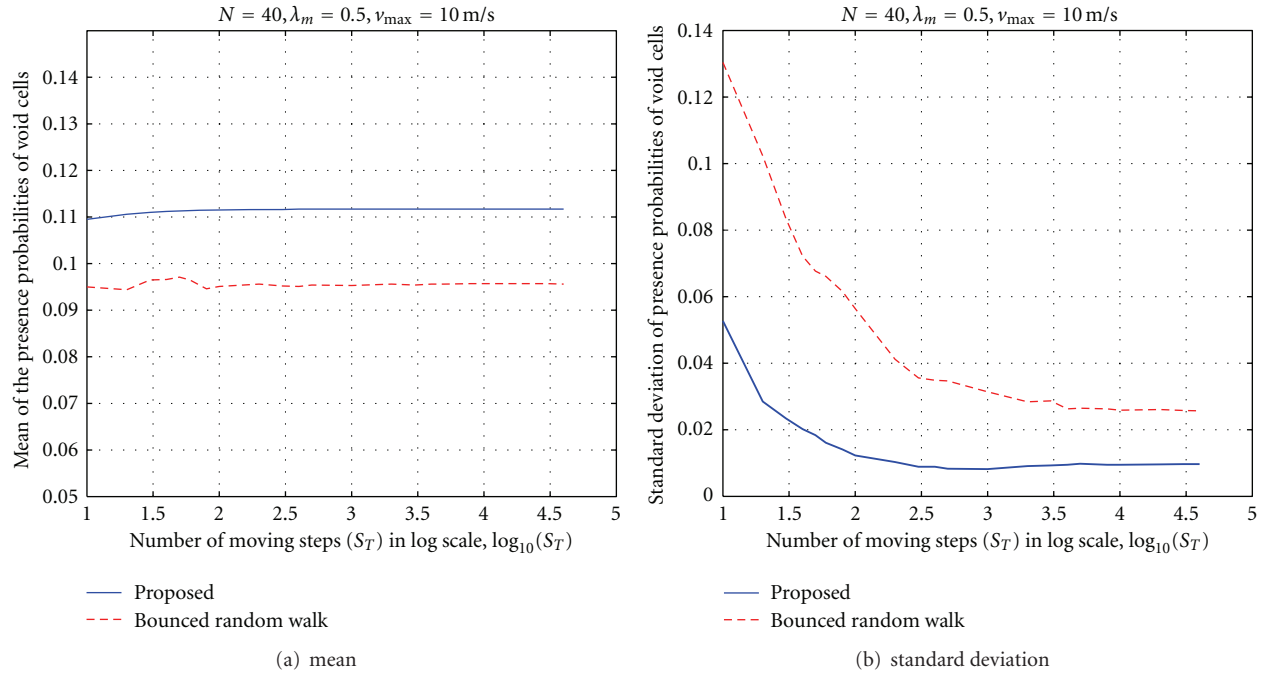 N = 40, λm = 0.5, νmax = 10 m/s
Mean of the presence probabilities of void cells
0.14
0.13
0.12
0.11
0.1
0.09
0.08
0.07
0.06
0.05
1 1.5 2 2.5 3 3.5 4 4.5 5
Number of moving steps (ST) in log scale, log10(ST)
Proposed
Bounced random walk
(a) mean
N = 40, λm = 0.5, νmax = 10 m/s
Standard deviation of presence probabilities of void cells
0.14
0.12
0.1
0.08
0.06
0.04
0.02
0
1 1.5 2 2.5 3 3.5 4 4.5 5
Number of moving steps (ST) in log scale, log10(ST)
Proposed
Bounced random walk
(b) standard deviation